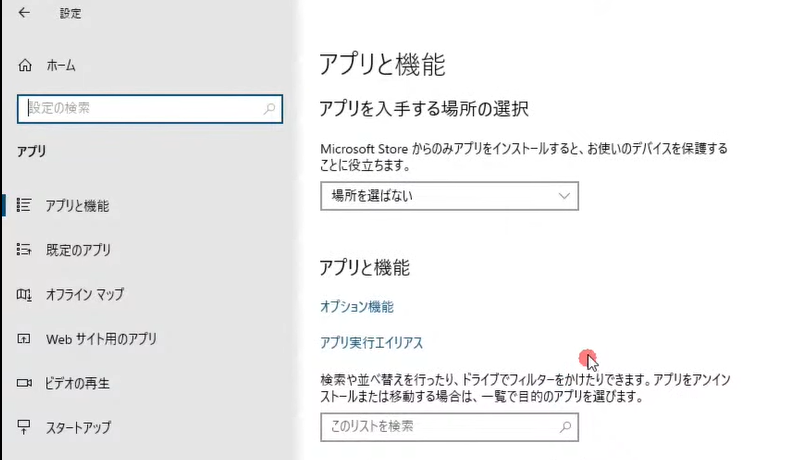 設定
ホーム
設定の検索
アプリ
アプリと機能
既定のアプリ
オフライン マップ
Web サイト用のアプリ
ビデオの再生
スタートアップ
アプリと機能
アプリを入手する場所の選択
Microsoft Store からのみアプリをインストールすると、お使いのデバイスを保護する
ことに役立ちます。
場所を選ばない
アプリと機能
オプション機能
アプリ実行エイリアス
検索や並べ替えを行ったり、ドライブでフィルターをかけたりできます。アプリをアンイン
ストールまたは移動する場合は、一覧で目的のアプリを選びます。
このリストを検索